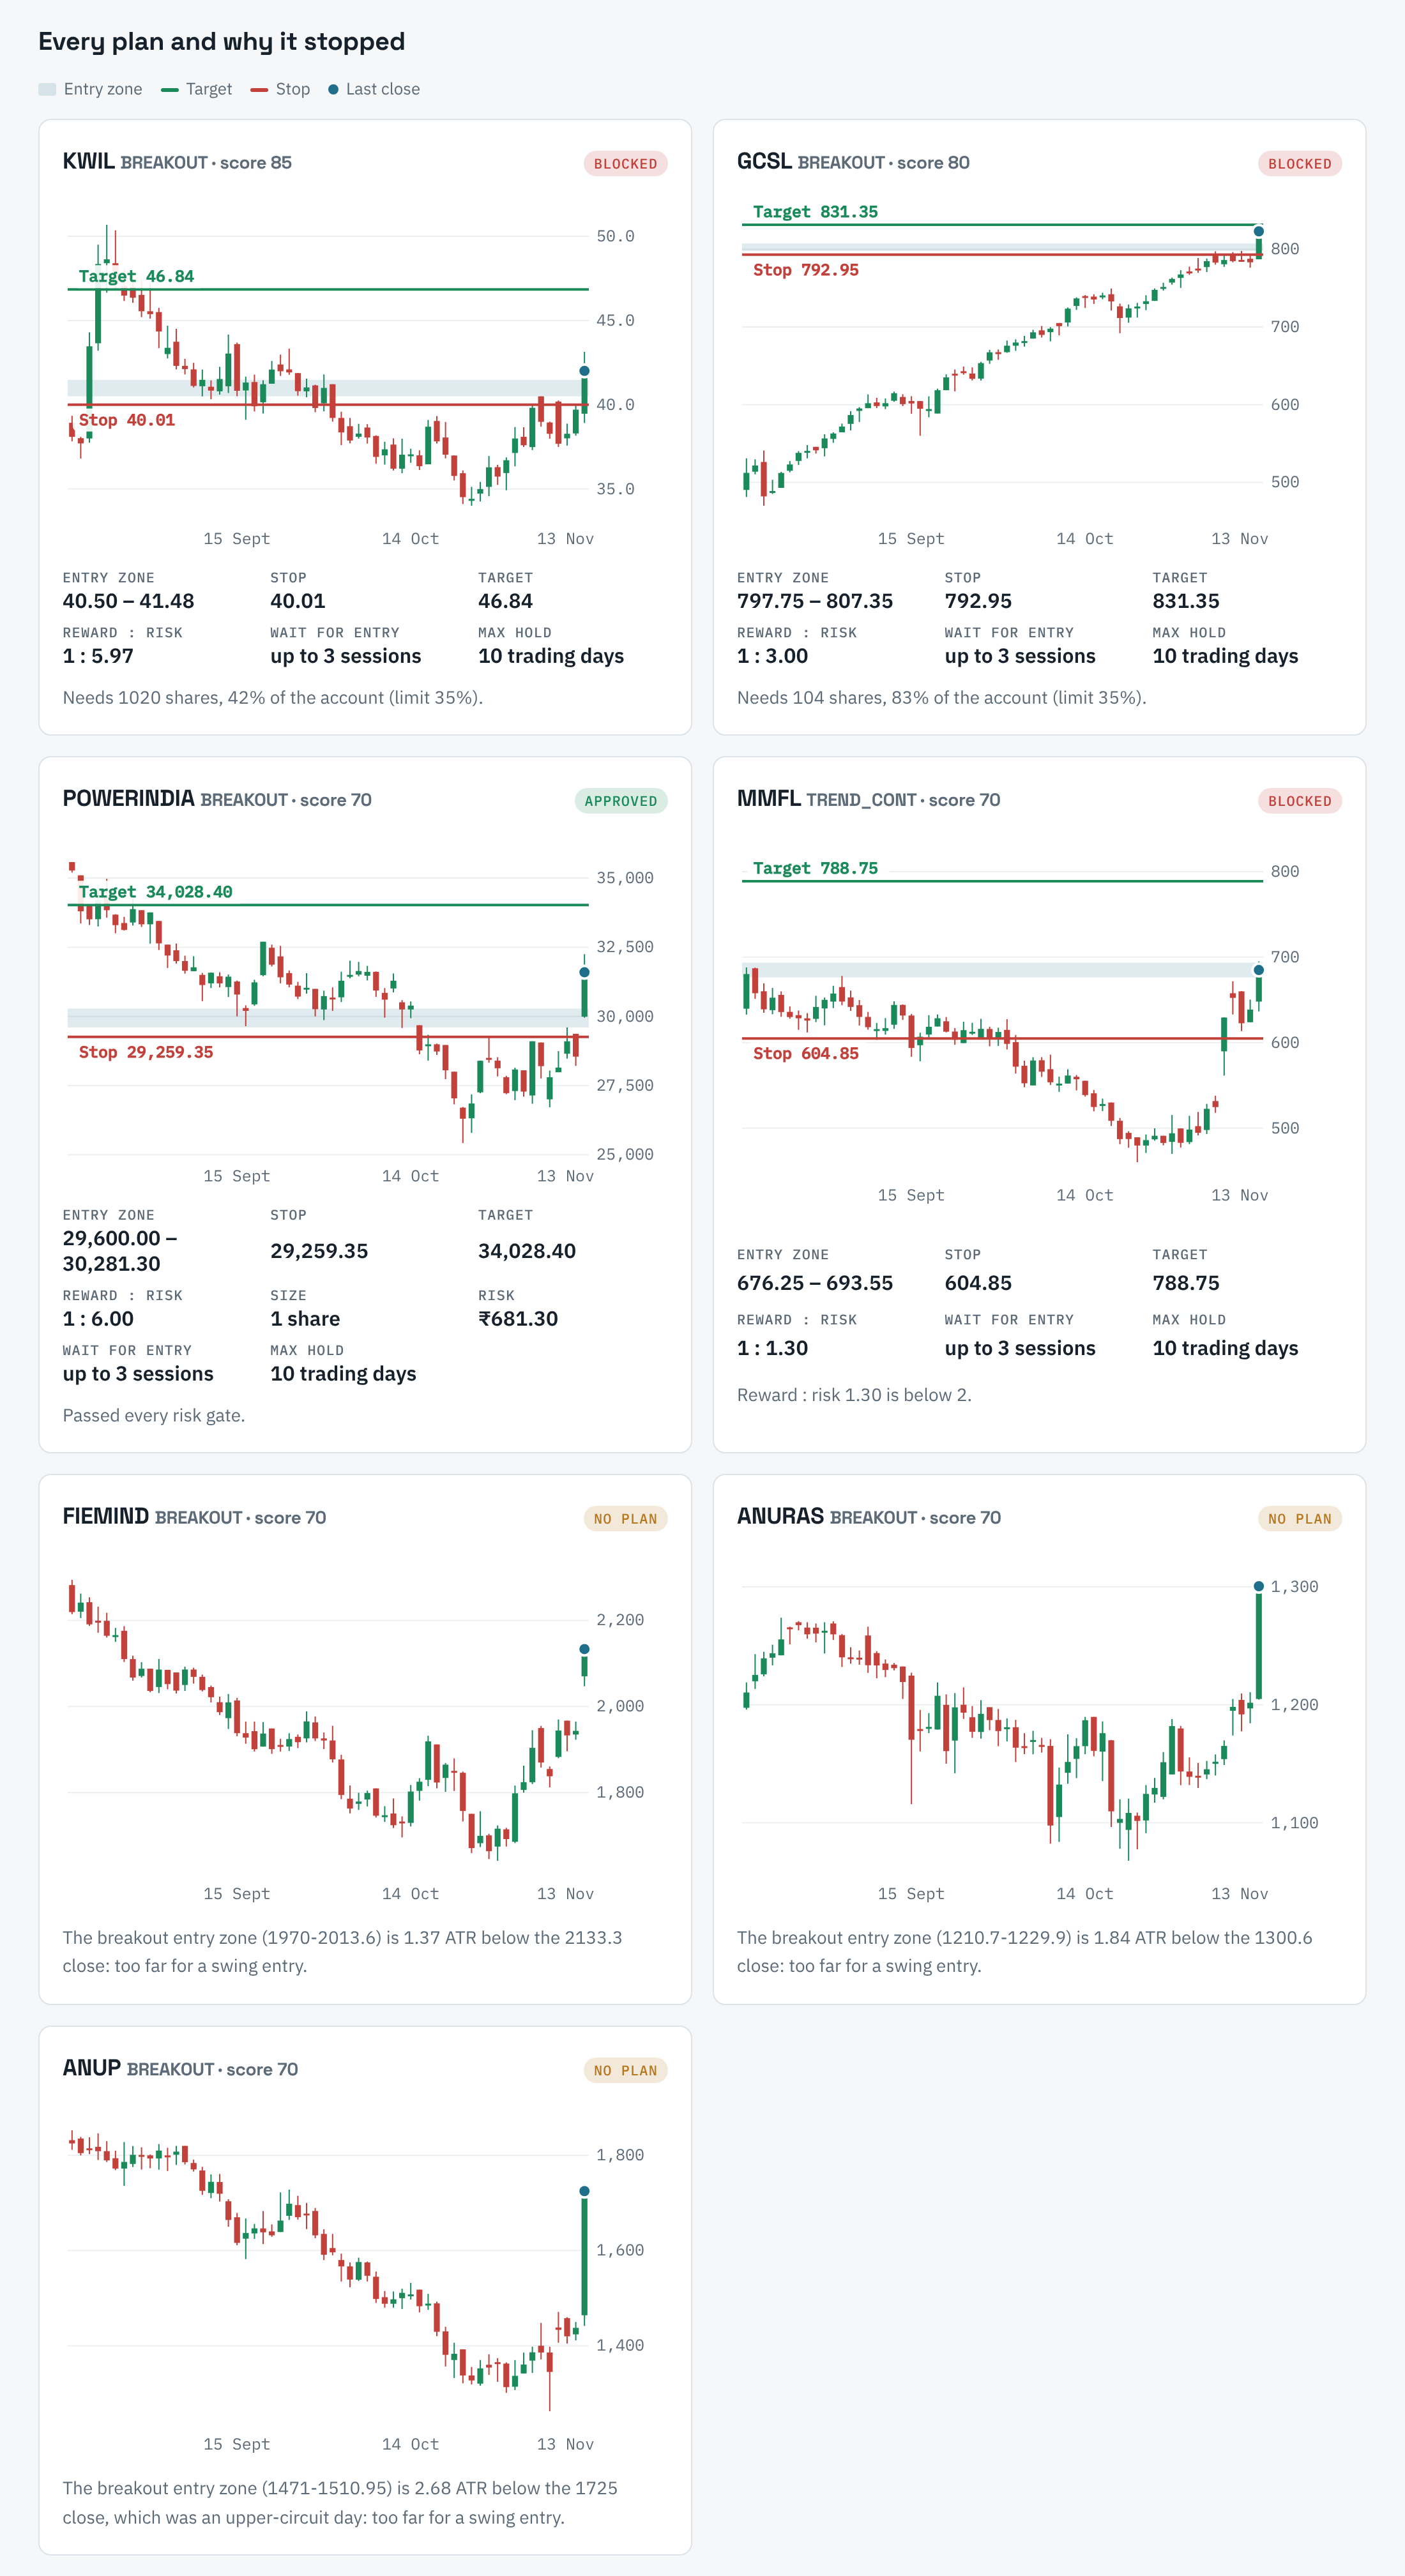 Every plan and why it stopped
Entry zone Target Stop Last close
KWIL BREAKOUT · score 85 BLOCKED
50.0
Target 46.84
45.0
40.0
Stop 40.01
35.0
15 Sept 14 Oct 13 Nov
ENTRY ZONE STOP TARGET
40.50 – 41.48 40.01 46.84
REWARD : RISK WAIT FOR ENTRY MAX HOLD
1 : 5.97 up to 3 sessions 10 trading days
Needs 1020 shares, 42% of the account (limit 35%).
GCSL BREAKOUT · score 80 BLOCKED
Target 831.35
800
Stop 792.95
700
600
500
15 Sept 14 Oct 13 Nov
ENTRY ZONE STOP TARGET
797.75 – 807.35 792.95 831.35
REWARD : RISK WAIT FOR ENTRY MAX HOLD
1 : 3.00 up to 3 sessions 10 trading days
Needs 104 shares, 83% of the account (limit 35%).
POWERINDIA BREAKOUT · score 70 APPROVED
35,000
Target 34,028.40
32,500
30,000
Stop 29,259.35
27,500
25,000
15 Sept 14 Oct 13 Nov
ENTRY ZONE STOP TARGET
29,600.00 –
30,281.30 29,259.35 34,028.40
REWARD : RISK SIZE RISK
1 : 6.00 1 share ₹681.30
WAIT FOR ENTRY MAX HOLD
up to 3 sessions 10 trading days
Passed every risk gate.
MMFL TREND_CONT · score 70 BLOCKED
Target 788.75
800
700
600
Stop 604.85
500
15 Sept 14 Oct 13 Nov
ENTRY ZONE STOP TARGET
676.25 – 693.55 604.85 788.75
REWARD : RISK WAIT FOR ENTRY MAX HOLD
1 : 1.30 up to 3 sessions 10 trading days
Reward : risk 1.30 is below 2.
FIEMIND BREAKOUT · score 70 NO PLAN
2,200
2,000
1,800
15 Sept 14 Oct 13 Nov
The breakout entry zone (1970-2013.6) is 1.37 ATR below the 2133.3
close: too far for a swing entry.
ANURAS BREAKOUT · score 70 NO PLAN
1,300
1,200
1,100
15 Sept 14 Oct 13 Nov
The breakout entry zone (1210.7-1229.9) is 1.84 ATR below the 1300.6
close: too far for a swing entry.
ANUP BREAKOUT · score 70 NO PLAN
1,800
1,600
1,400
15 Sept 14 Oct 13 Nov
The breakout entry zone (1471-1510.95) is 2.68 ATR below the 1725
close, which was an upper-circuit day: too far for a swing entry.